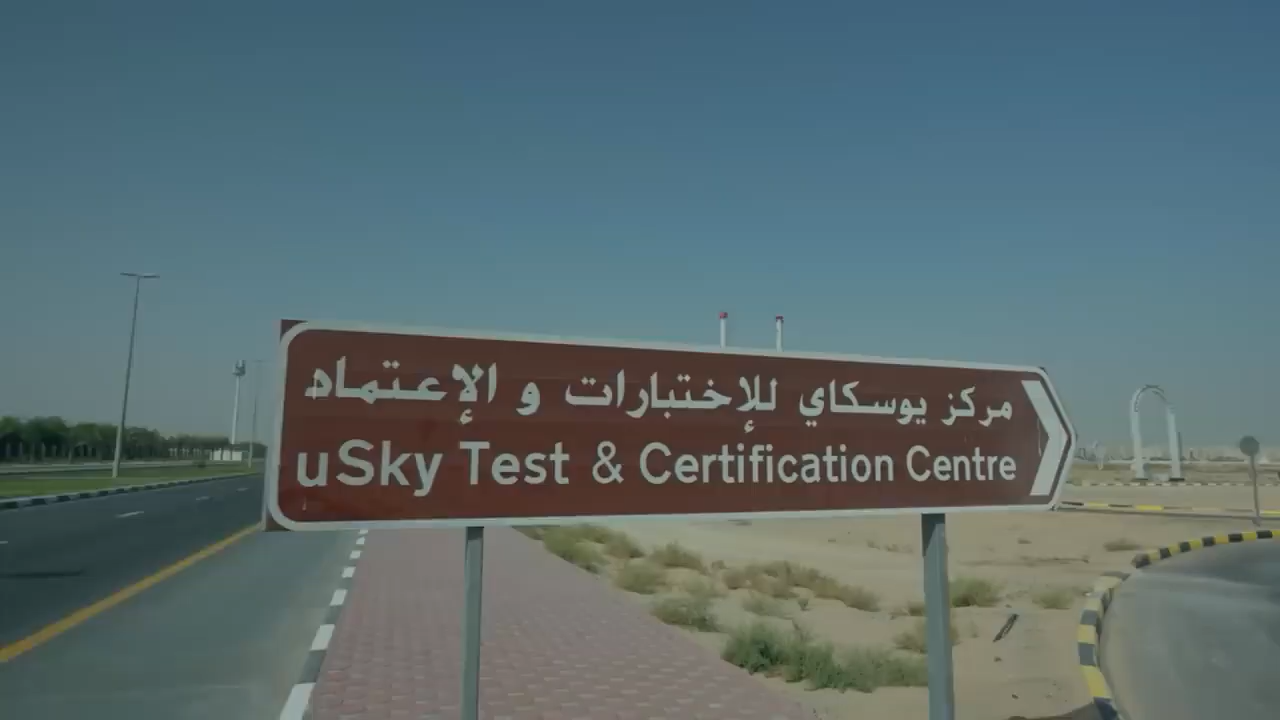 مركز يوسكاي للإختبارات و الإعتماد
uSky Test & Certification Centre